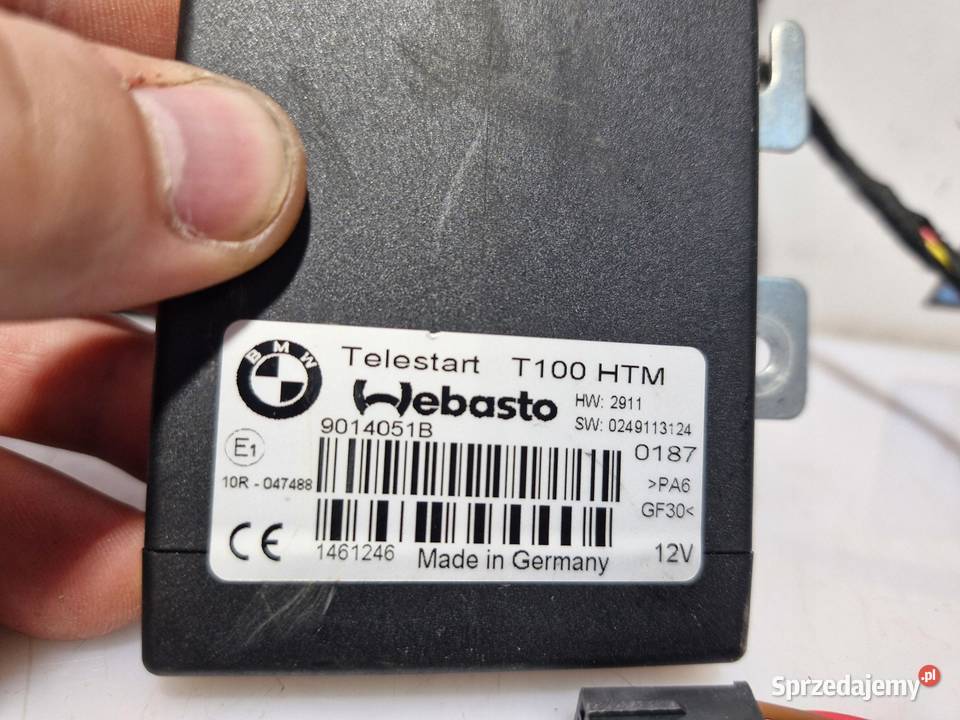 BMW
Telestart T100 HTM
Webasto
HW: 2911
SW: 0249113124
9014051B
0187
E1
10R - 047488
>PA6
GF30<
CE
1461246
Made in Germany
12V
Sprzedajemy.pl